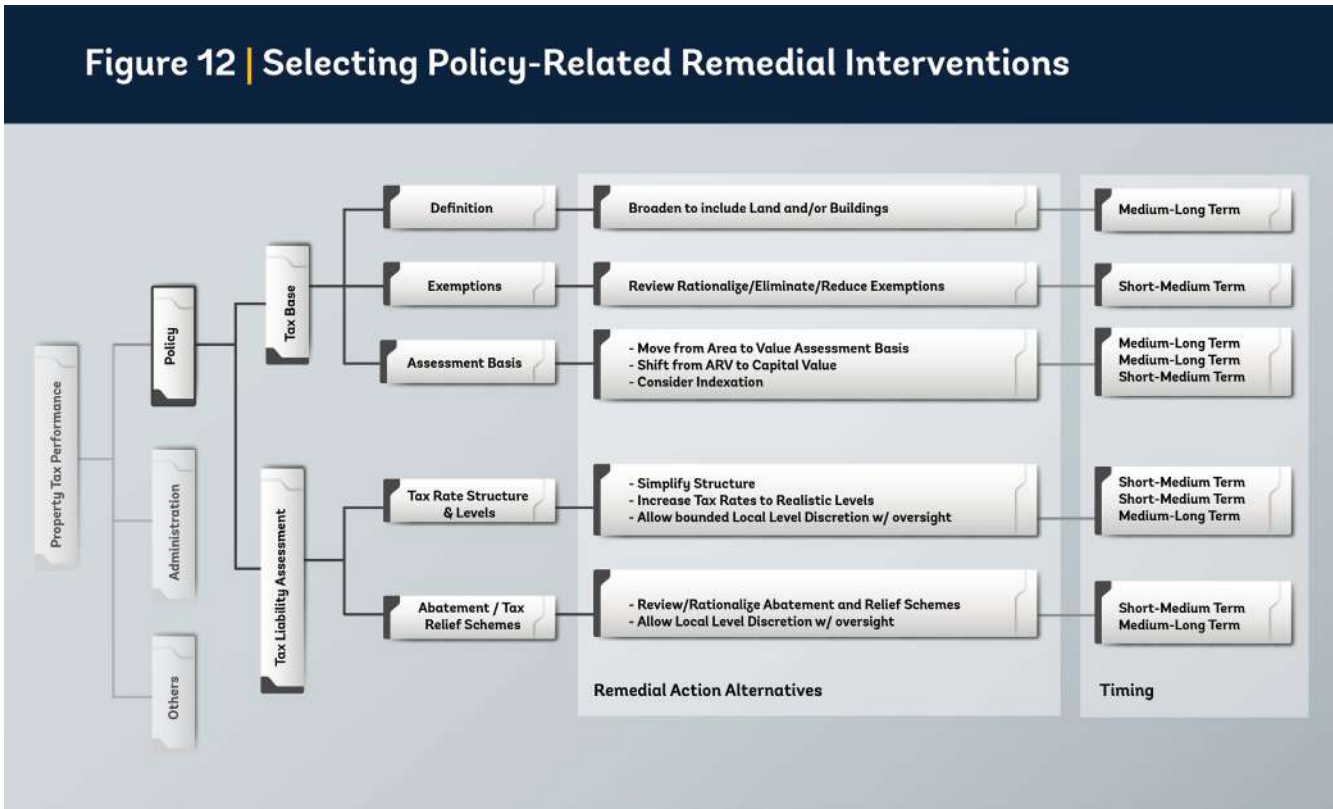 Figure 12 | Selecting Policy-Related Remedial Interventions
Property Tax Performance
Policy
Administration
Others
Tax Base
Tax Liability Assessment
Definition
Broaden to include Land and/or Buildings
Medium-Long Term
Exemptions
Review Rationalize/Eliminate/Reduce Exemptions
Short-Medium Term
Assessment Basis
- Move from Area to Value Assessment Basis
- Shift from ARV to Capital Value
- Consider Indexation
Medium-Long Term
Medium-Long Term
Short-Medium Term
Tax Rate Structure
& Levels
- Simplify Structure
- Increase Tax Rates to Realistic Levels
- Allow bounded Local Level Discretion w/ oversight
Short-Medium Term
Short-Medium Term
Medium-Long Term
Abatement / Tax
Relief Schemes
- Review/Rationalize Abatement and Relief Schemes
- Allow Local Level Discretion w/ oversight
Short-Medium Term
Medium-Long Term
Remedial Action Alternatives
Timing